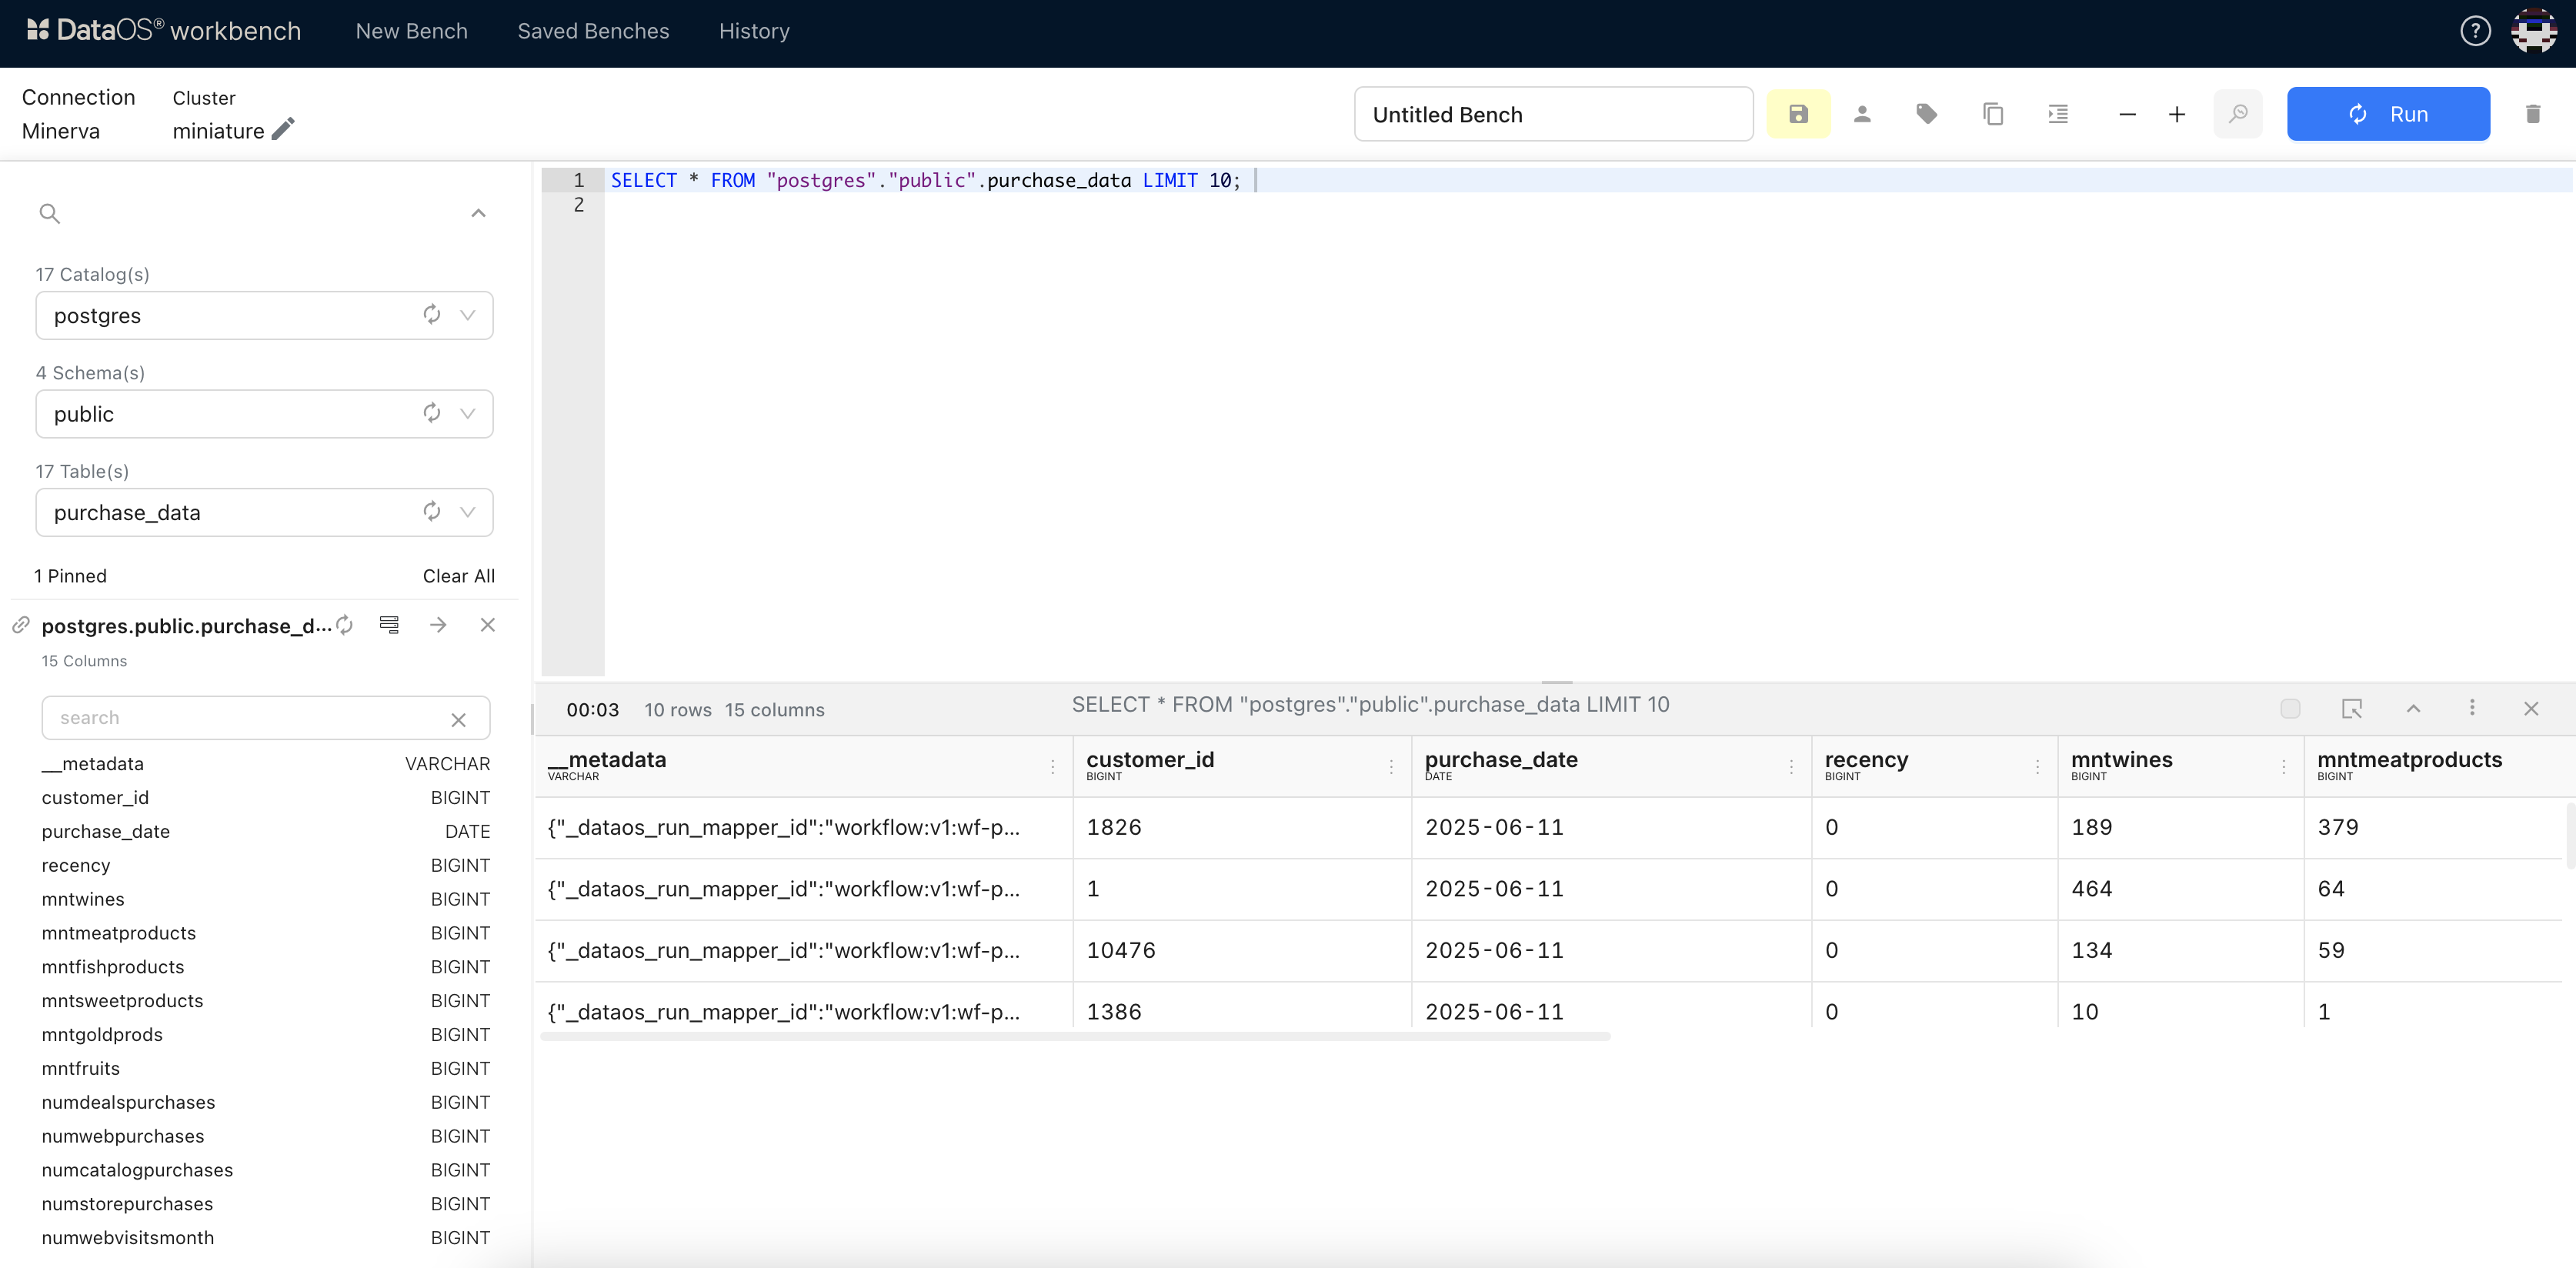 DataOS® workbench New Bench Saved Benches History ?
Connection Cluster
Minerva miniature
Untitled Bench Run
17 Catalog(s)
postgres
4 Schema(s)
public
17 Table(s)
purchase_data
1 Pinned Clear All
postgres.public.purchase_d...
15 Columns
search
__metadata VARCHAR
customer_id BIGINT
purchase_date DATE
recency BIGINT
mntwines BIGINT
mntmeatproducts BIGINT
mntfishproducts BIGINT
mntsweetproducts BIGINT
mntgoldprods BIGINT
mntfruits BIGINT
numdealspurchases BIGINT
numwebpurchases BIGINT
numcatalogpurchases BIGINT
numstorepurchases BIGINT
numwebvisitsmonth BIGINT
1 SELECT * FROM "postgres"."public".purchase_data LIMIT 10;
2
00:03 10 rows 15 columns SELECT * FROM "postgres"."public".purchase_data LIMIT 10
__metadata customer_id purchase_date recency mntwines mntmeatproducts
VARCHAR BIGINT DATE BIGINT BIGINT BIGINT
{"_dataos_run_mapper_id":"workflow:v1:wf-p... 1826 2025-06-11 0 189 379
{"_dataos_run_mapper_id":"workflow:v1:wf-p... 1 2025-06-11 0 464 64
{"_dataos_run_mapper_id":"workflow:v1:wf-p... 10476 2025-06-11 0 134 59
{"_dataos_run_mapper_id":"workflow:v1:wf-p... 1386 2025-06-11 0 10 1